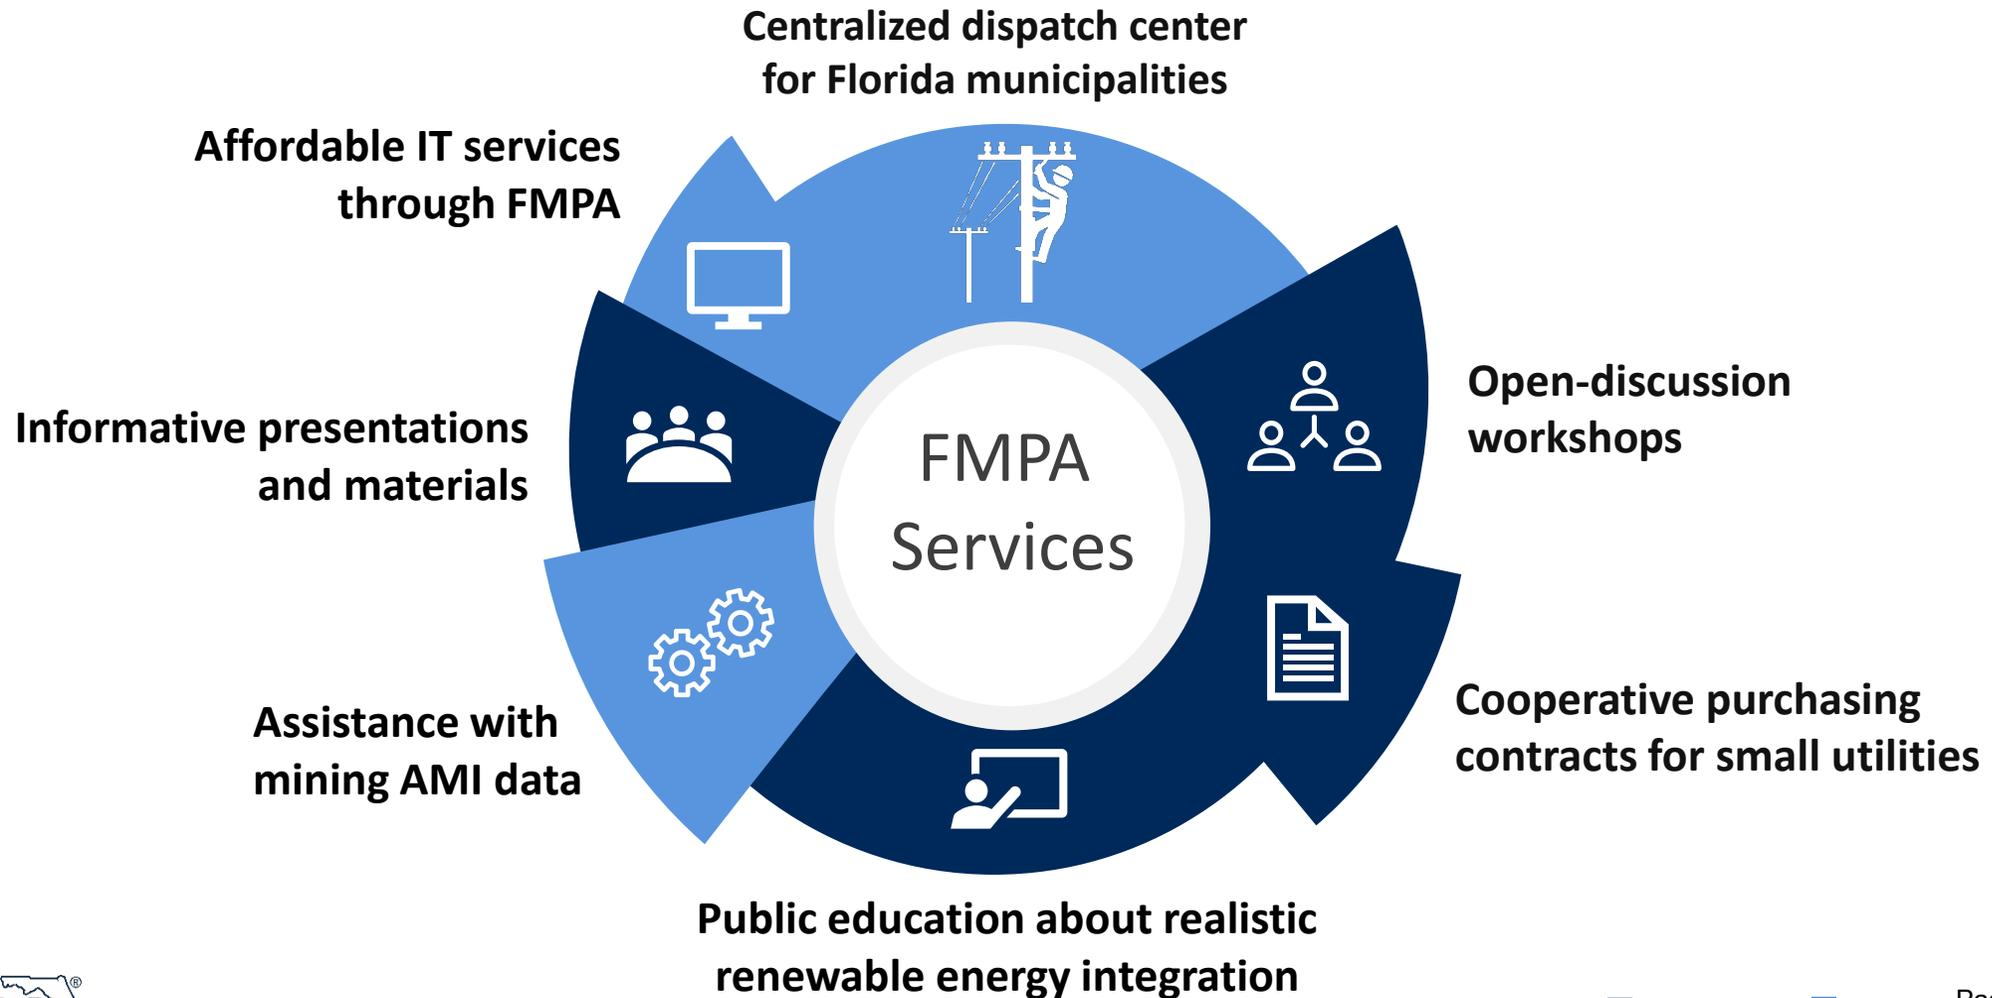 Centralized dispatch center
for Florida municipalities
Affordable IT services
through FMPA
Open-discussion
workshops
Informative presentations
and materials
FMPA
Services
Cooperative purchasing
contracts for small utilities
Assistance with
mining AMI data
Public education about realistic
renewable energy integration
®